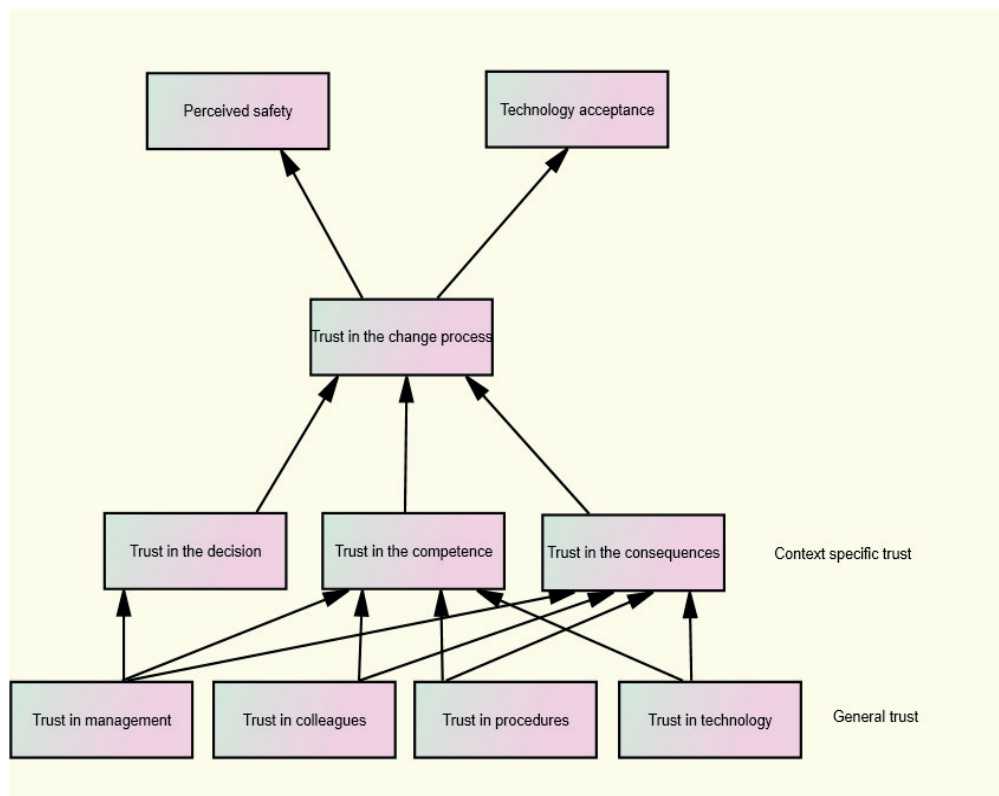 Perceived safety
Technology acceptance
Trust in the change process
Trust in the decision
Trust in the competence
Trust in the consequences
Context specific trust
Trust in management
Trust in colleagues
Trust in procedures
Trust in technology
General trust